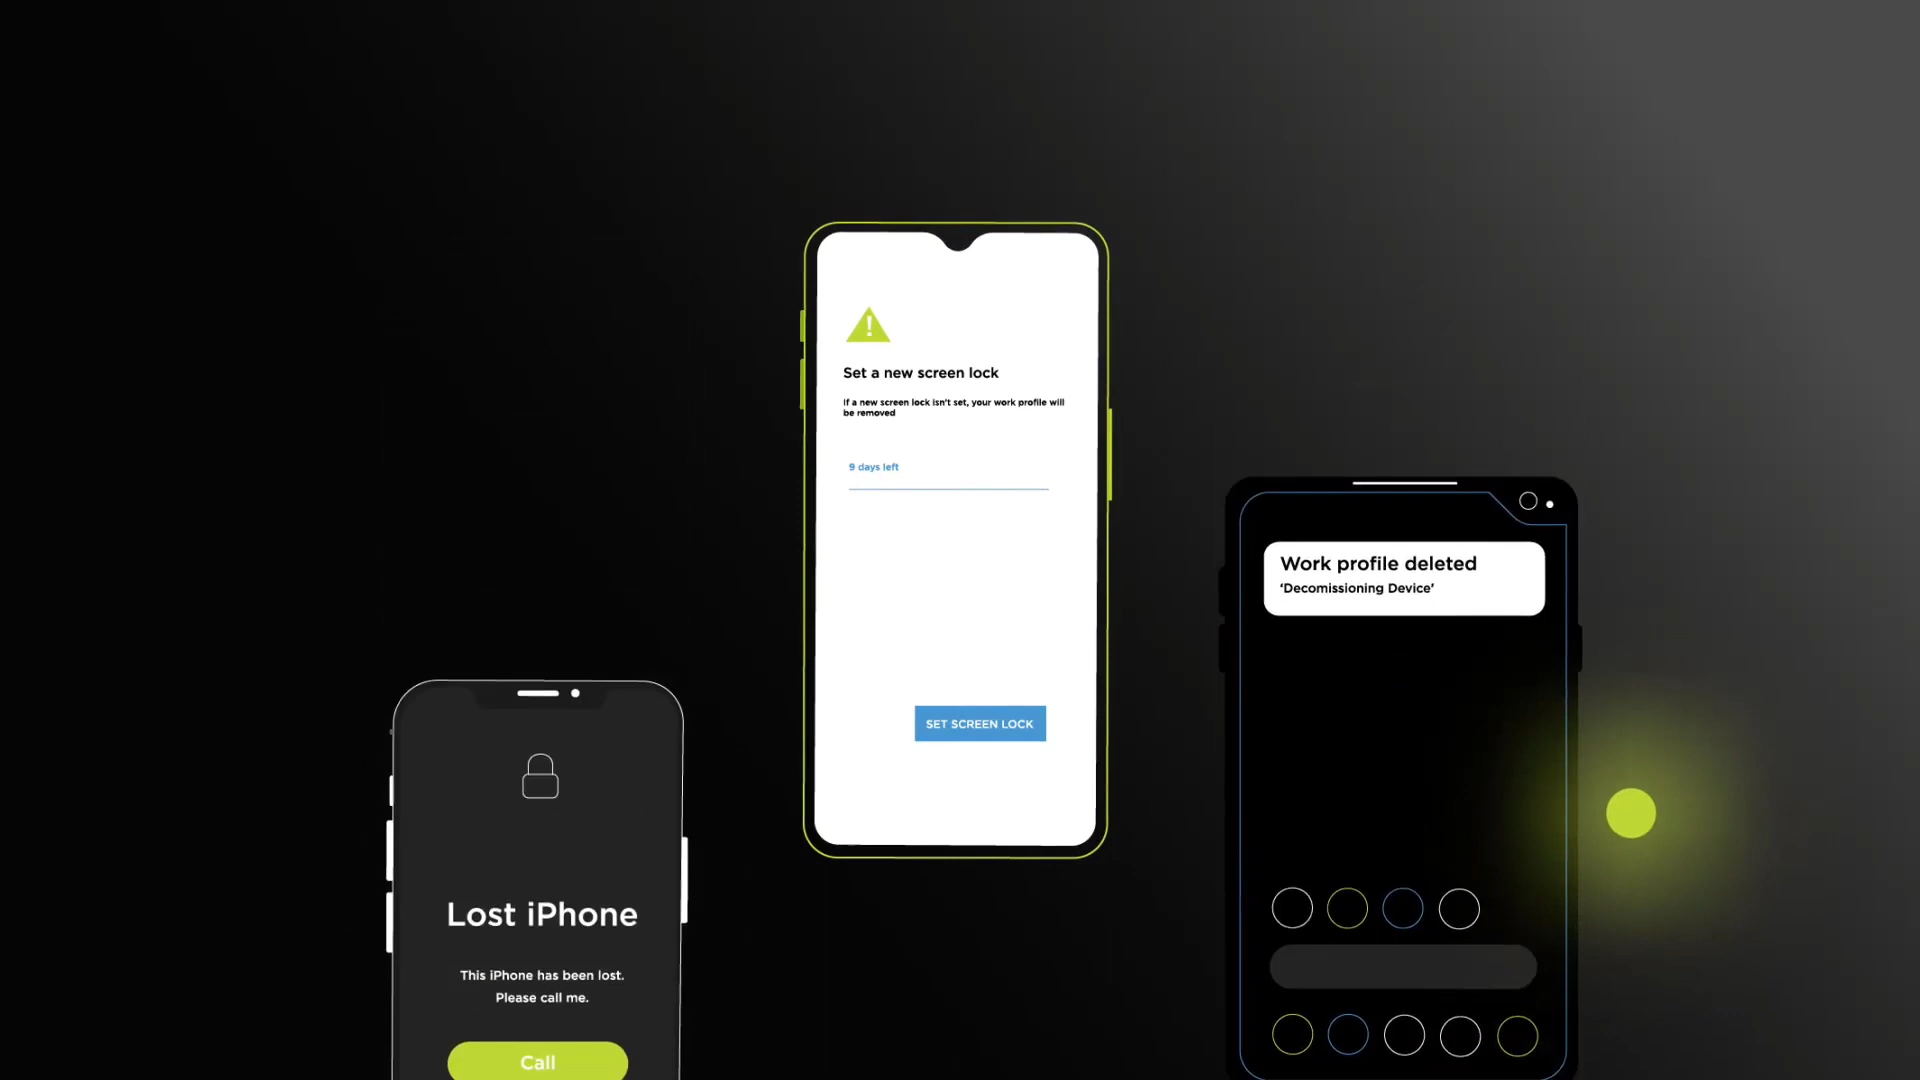 Set a new screen lock
If a new screen lock isn't set, your work profile will
be removed
9 days left
SET SCREEN LOCK
Work profile deleted
‘Decomissioning Device’
Lost iPhone
This iPhone has been lost.
Please call me.
Call